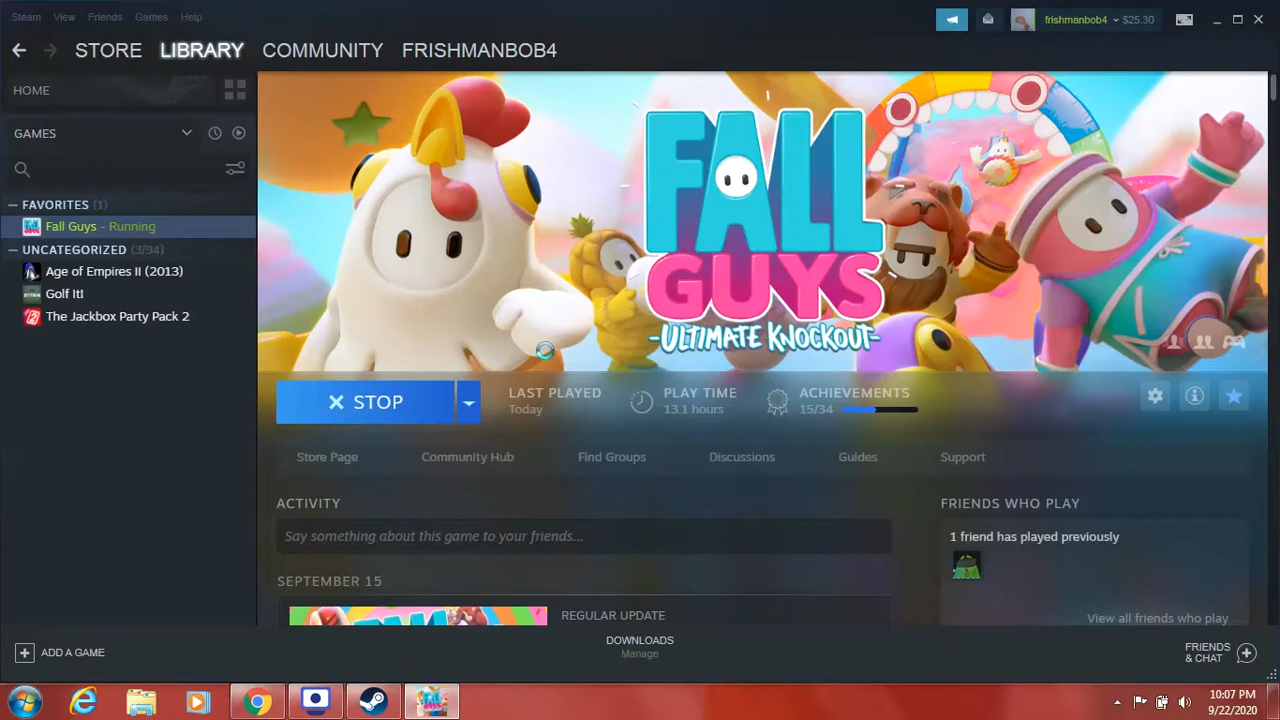 Steam View Friends Games Help
frishmanbob4 $25.30
STORE LIBRARY COMMUNITY FRISHMANBOB4
HOME
GAMES
FAVORITES (1)
Fall Guys - Running
UNCATEGORIZED (3/94)
Age of Empires II (2013)
Golf It!
The Jackbox Party Pack 2
FALL
GUYS
-ULTIMATE KNOCKOUT-
STOP
LAST PLAYED
Today
PLAY TIME
13.1 hours
ACHIEVEMENTS
15/34
Store Page Community Hub Find Groups Discussions Guides Support
ACTIVITY
Say something about this game to your friends...
SEPTEMBER 15
REGULAR UPDATE
FRIENDS WHO PLAY
1 friend has played previously
View all friends who play
ADD A GAME
DOWNLOADS
Manage
FRIENDS
& CHAT
10:07 PM
9/22/2020